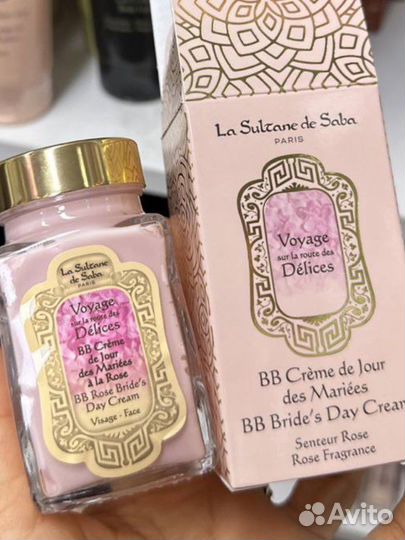 La Sultane
de Saba
PARIS
Voyage
sur la route des
Délices
BB Crème
de Jour
des Mariées
à la Rose
BB Rose Bride's
Day Cream
Visage - Face
La Sultane de Saba
PARIS
Voyage
sur la route des
Délices
BB Crème de Jour
des Mariées
BB Bride's Day Cream
Senteur Rose
Rose Fragrance
Avito